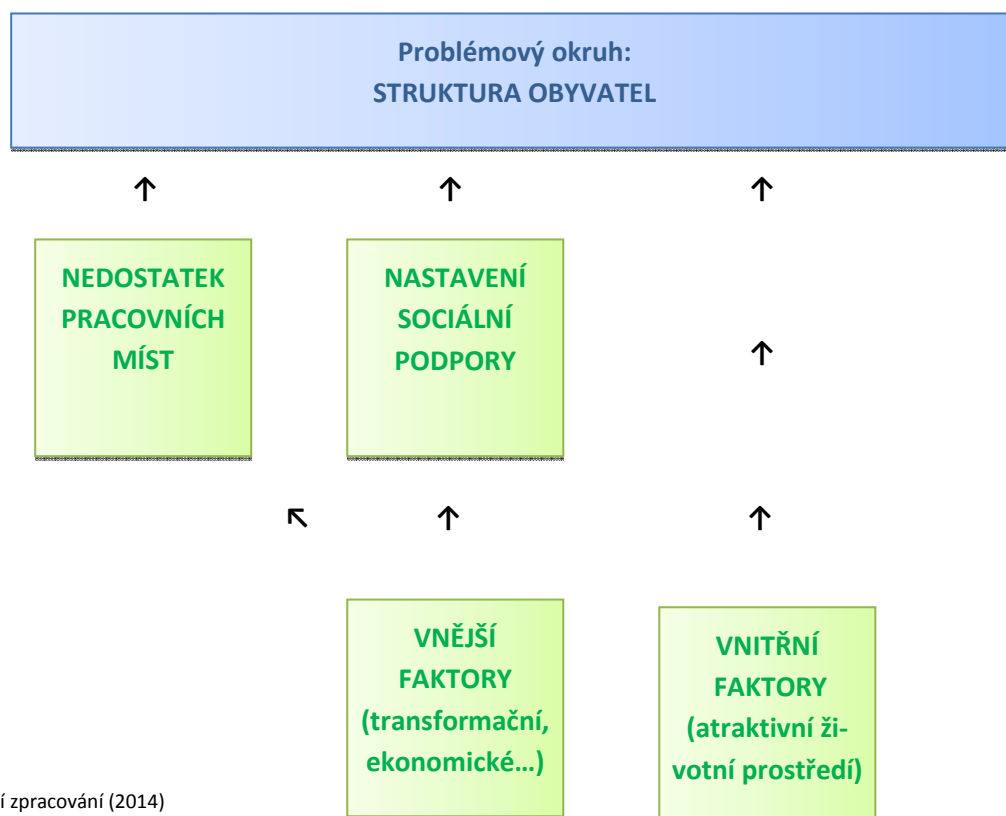 Problémový okruh:
STRUKTURA OBYVATEL
↑ ↑ ↑
NEDOSTATEK
PRACOVNÍCH
MÍST
NASTAVENÍ
SOCIÁLNÍ
PODPORY
↑
↖ ↑ ↑
VNĚJŠÍ
FAKTORY
(transformační,
ekonomické…)
VNITŘNÍ
FAKTORY
(atraktivní ži-
votní prostředí)
í zpracování (2014)